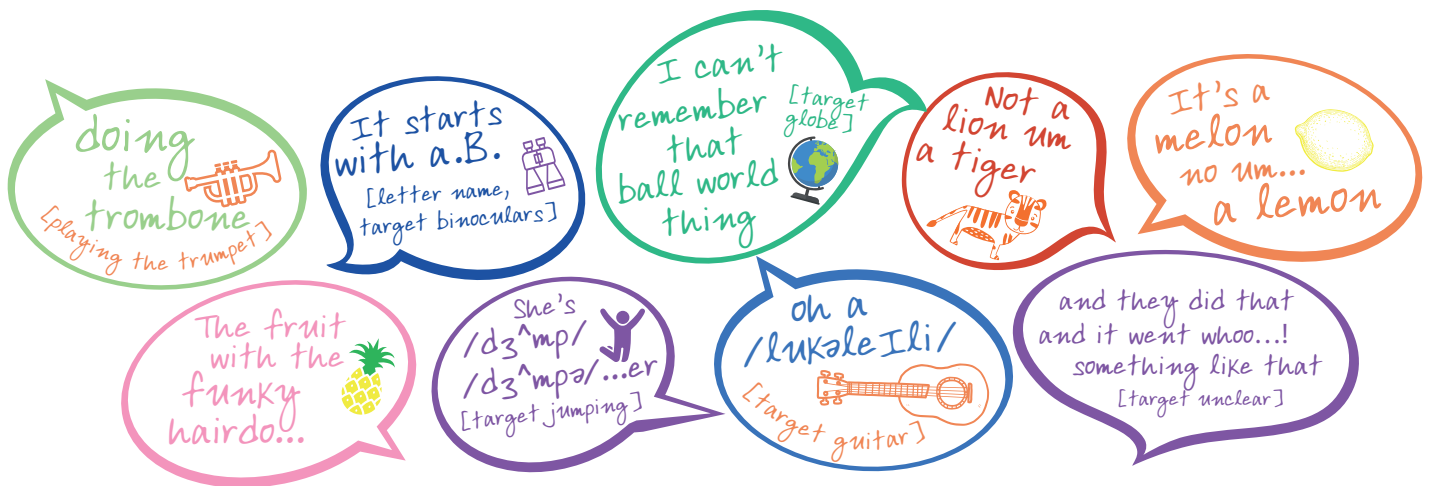 doing
the
trombone
[playing the trumpet]
It starts
with a.B.
[letter name,
target binoculars]
I can't
remember
that
ball world
thing
[target
globe]
Not a
lion um
a tiger
It's a
melon
no um...
a lemon
The fruit
with the
funky
hairdo...
She's
/dʒ^mp/
/dʒ^mpə/...er
[target jumping]
oh a
/lukəleIli/
[target guitar]
and they did that
and it went whoo...!
something like that
[target unclear]